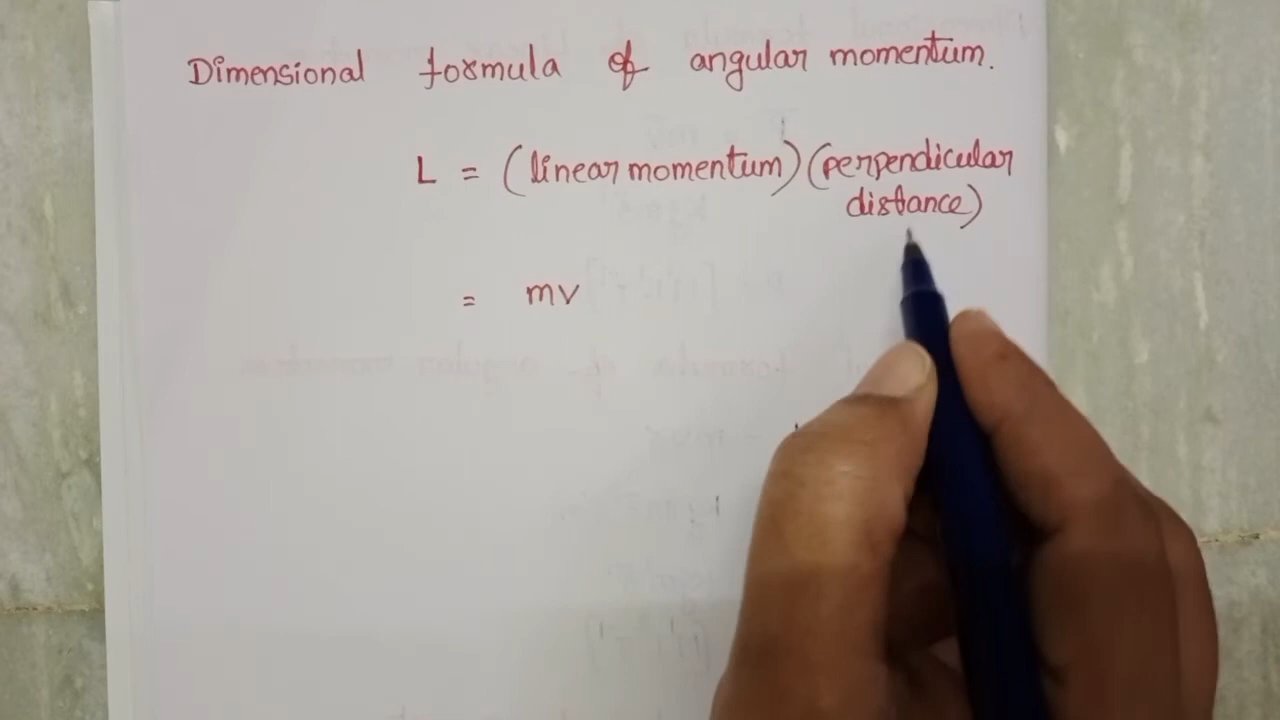 Dimensional formula of angular momentum.
L = (linear momentum) (perpendicular
distance)
= mv